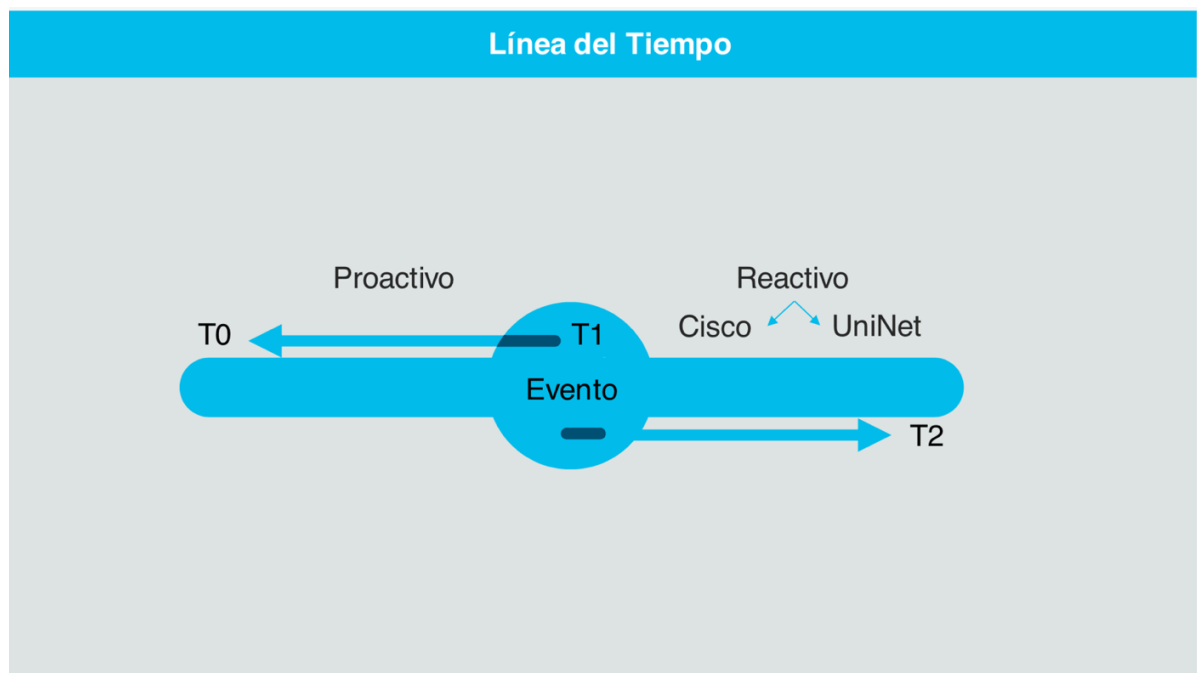 Línea del Tiempo
Proactivo
Reactivo
T0
T1
Cisco
UniNet
Evento
T2